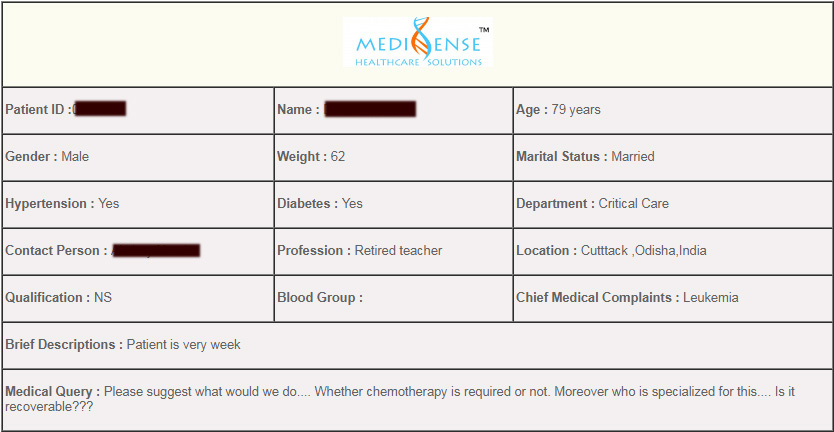 MEDISENSE™
HEALTHCARE SOLUTIONS
Patient ID :
Name :
Age : 79 years
Gender : Male
Weight : 62
Marital Status : Married
Hypertension : Yes
Diabetes : Yes
Department : Critical Care
Contact Person :
Profession : Retired teacher
Location : Cutttack ,Odisha,India
Qualification : NS
Blood Group :
Chief Medical Complaints : Leukemia
Brief Descriptions : Patient is very week
Medical Query : Please suggest what would we do.... Whether chemotherapy is required or not. Moreover who is specialized for this.... Is it
recoverable???